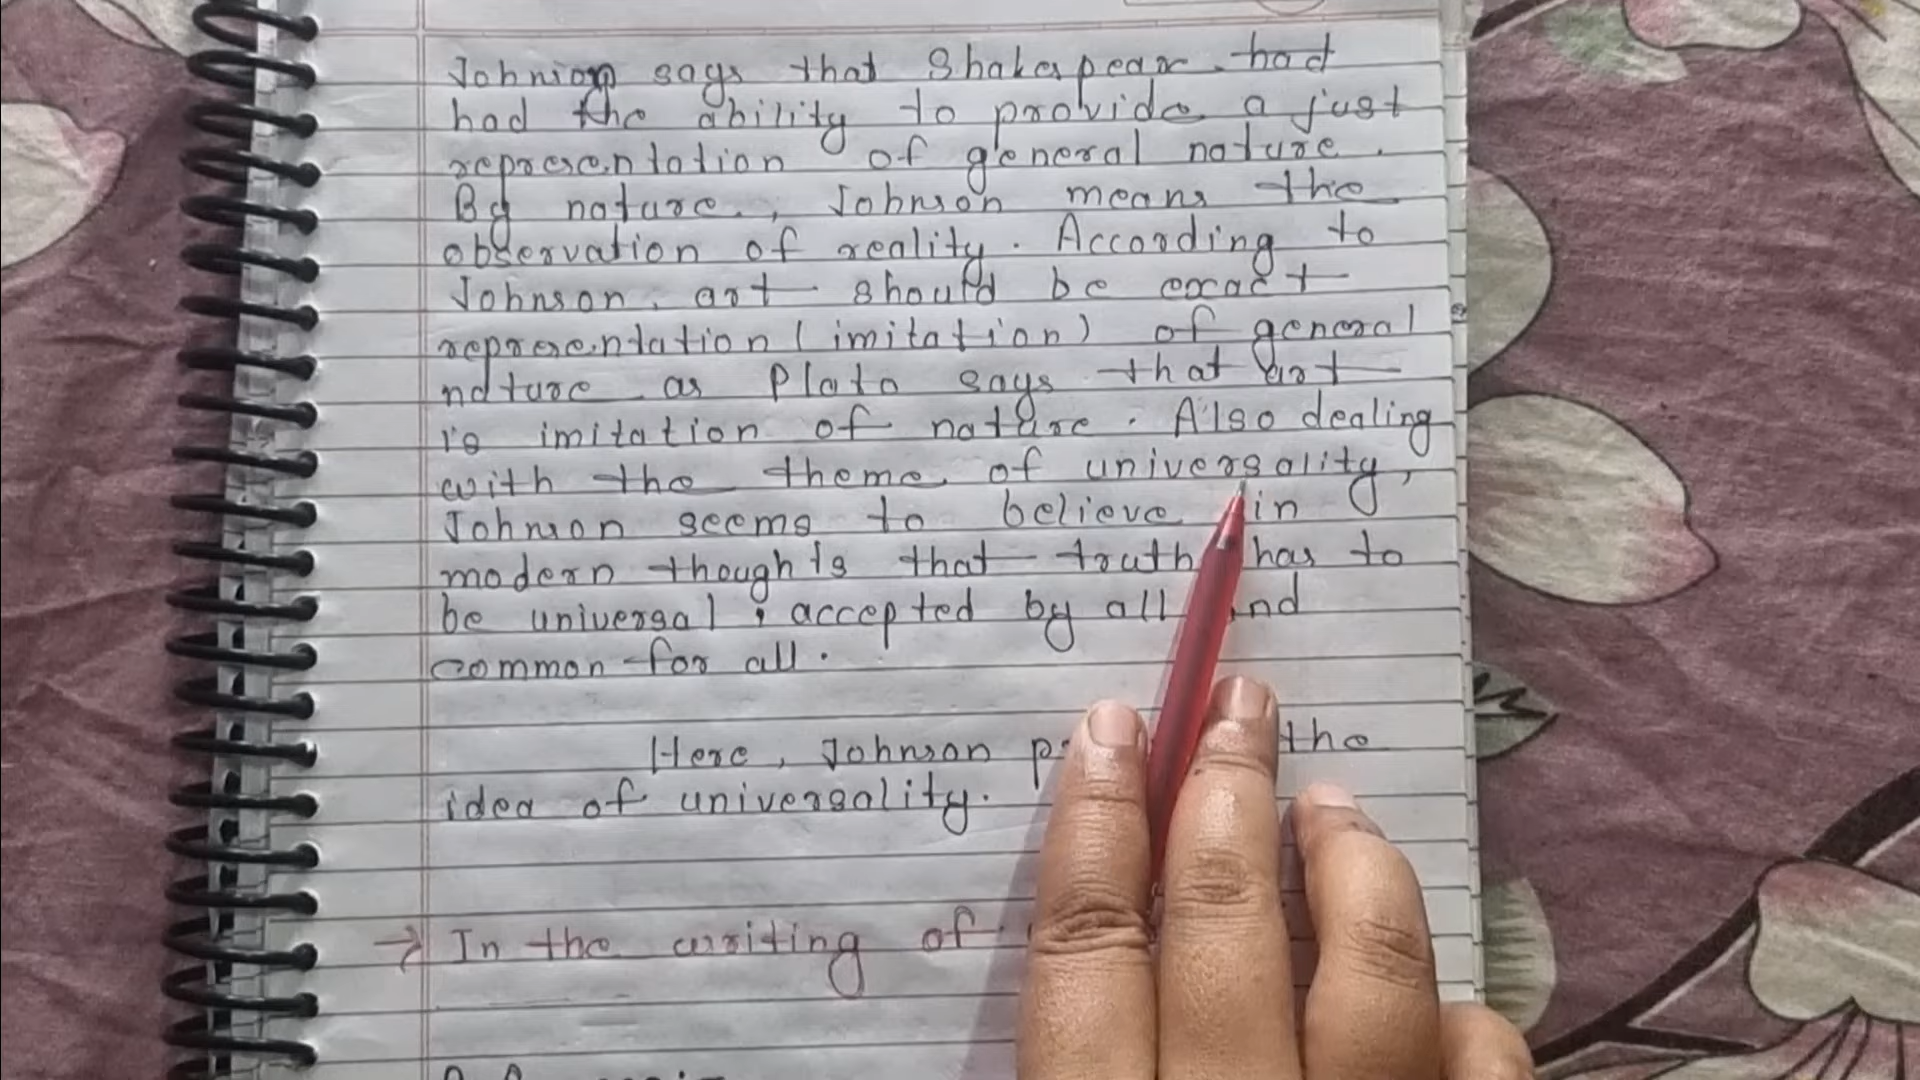 Johnson says that Shakespear had
had the ability to provide a just
representation of general nature.
By nature, Johnson means the
observation of reality. According to
Johnson, art should be exact
representation (imitation) of general
nature as Plato says that art
is imitation of nature. Also dealing
with the theme of universality,
Johnson seems to believe in
modern thoughts that truth has to
be universal, accepted by all and
common for all.
Here, Johnson the
idea of universality.
→ In the writing of